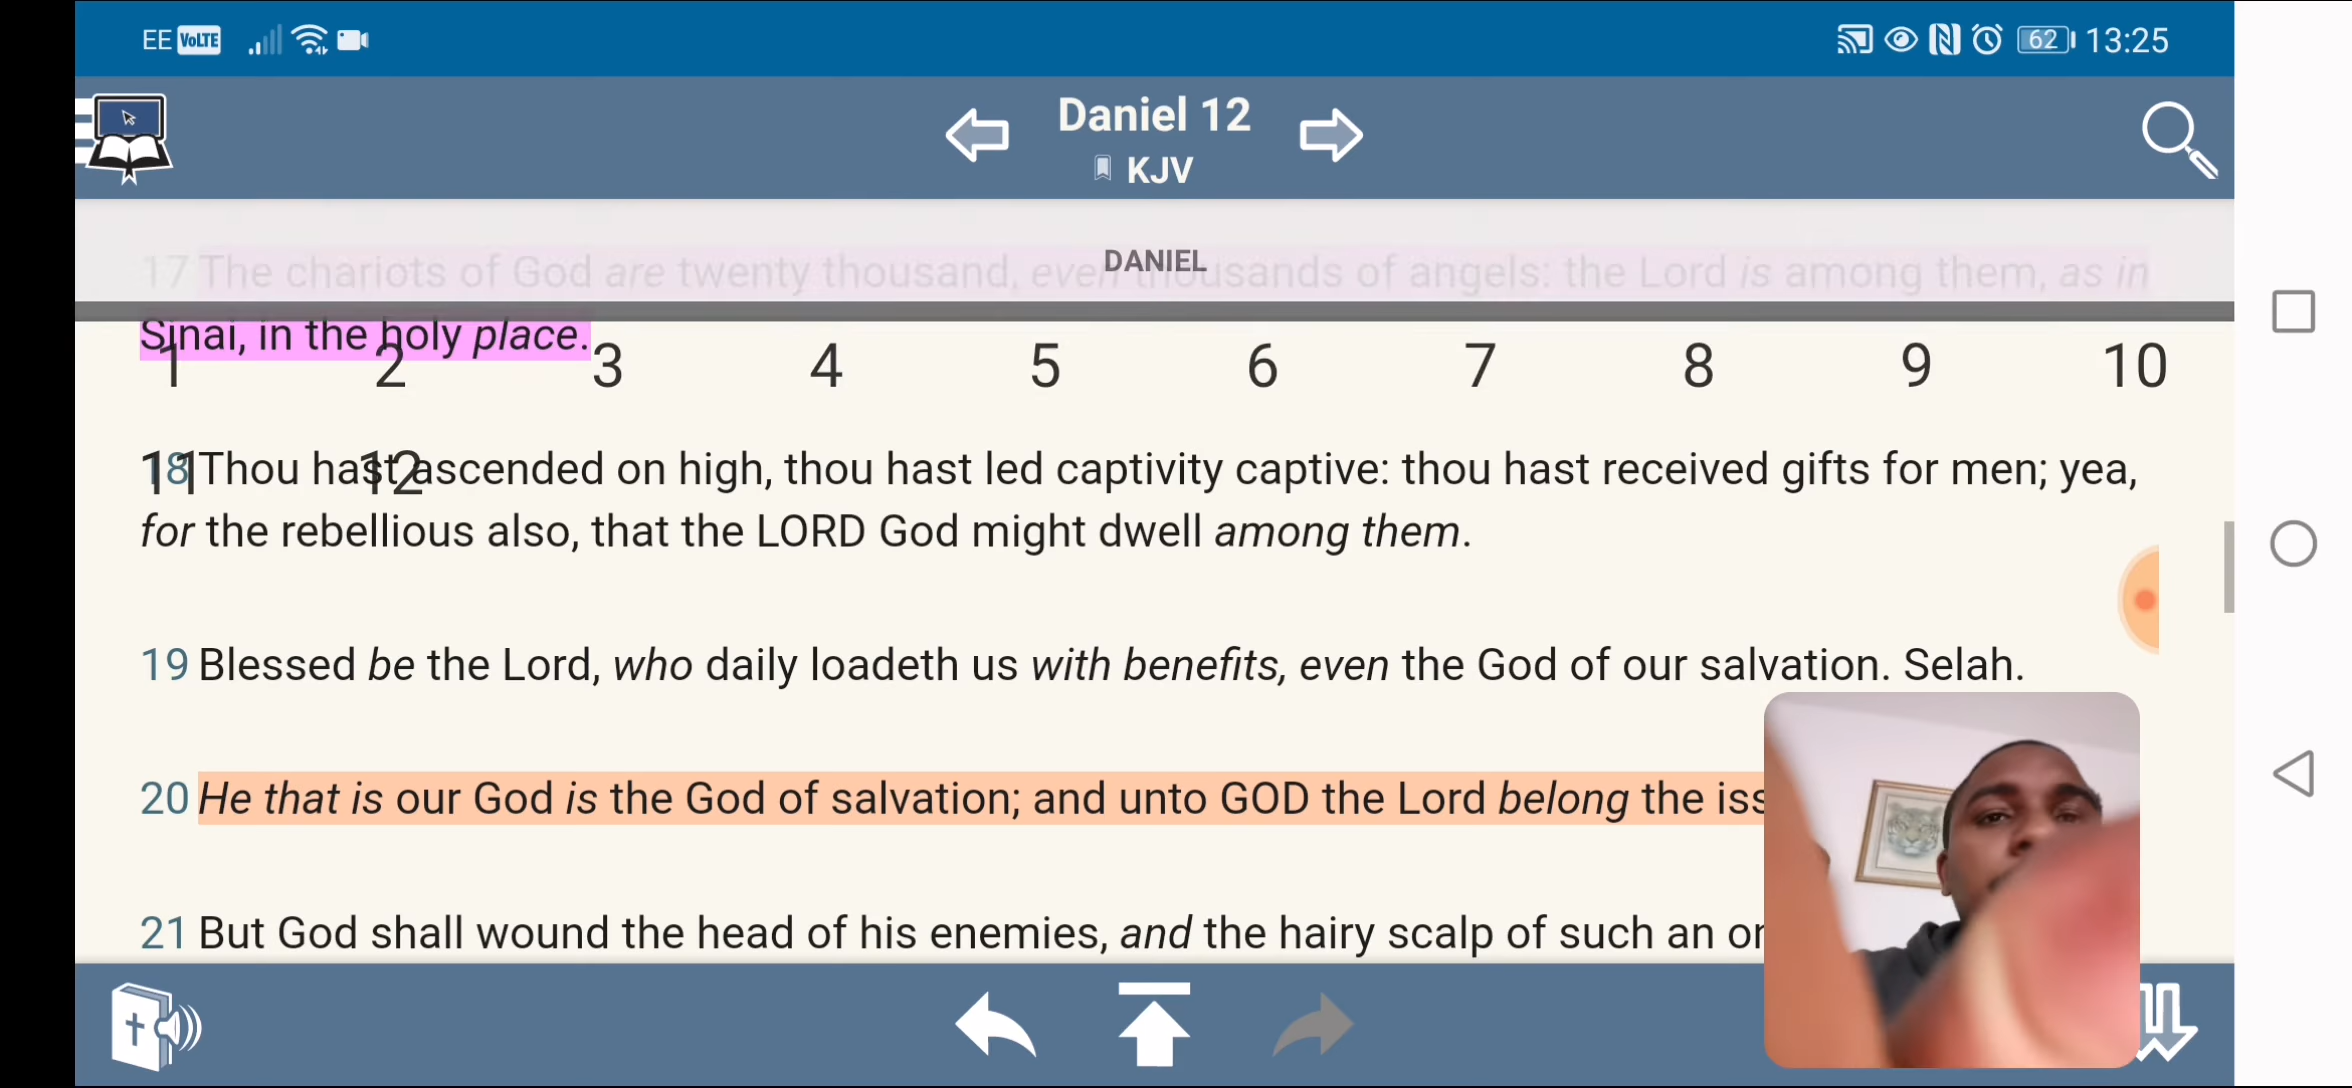 EE VoLTE 62 13:25
Daniel 12
KJV
DANIEL
17 The chariots of God are twenty thousand, even thousands of angels: the Lord is among them, as in
Sinai, in the holy place.
1 2 3 4 5 6 7 8 9 10
11 12
18 Thou hast ascended on high, thou hast led captivity captive: thou hast received gifts for men; yea,
for the rebellious also, that the LORD God might dwell among them.
19 Blessed be the Lord, who daily loadeth us with benefits, even the God of our salvation. Selah.
20 He that is our God is the God of salvation; and unto GOD the Lord belong the iss
21 But God shall wound the head of his enemies, and the hairy scalp of such an or